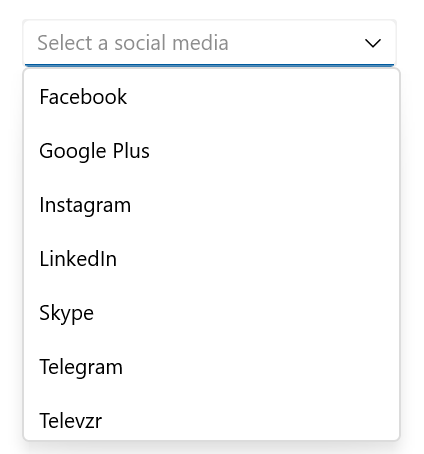 Select a social media
Facebook
Google Plus
Instagram
LinkedIn
Skype
Telegram
Televzr